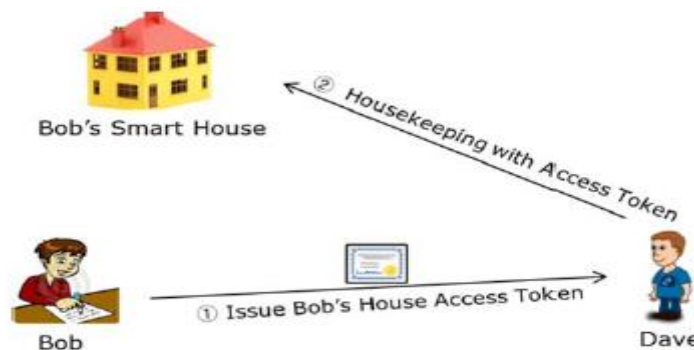 Bob's Smart House
② Housekeeping with Access Token
① Issue Bob's House Access Token
Bob
Dave